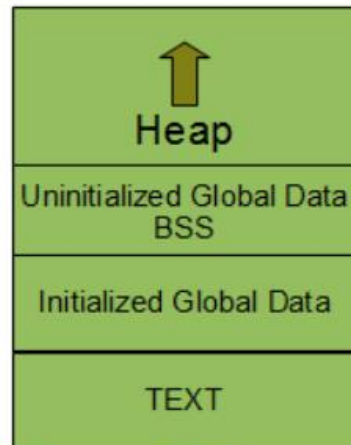 Heap
Uninitialized Global Data
BSS
Initialized Global Data
TEXT